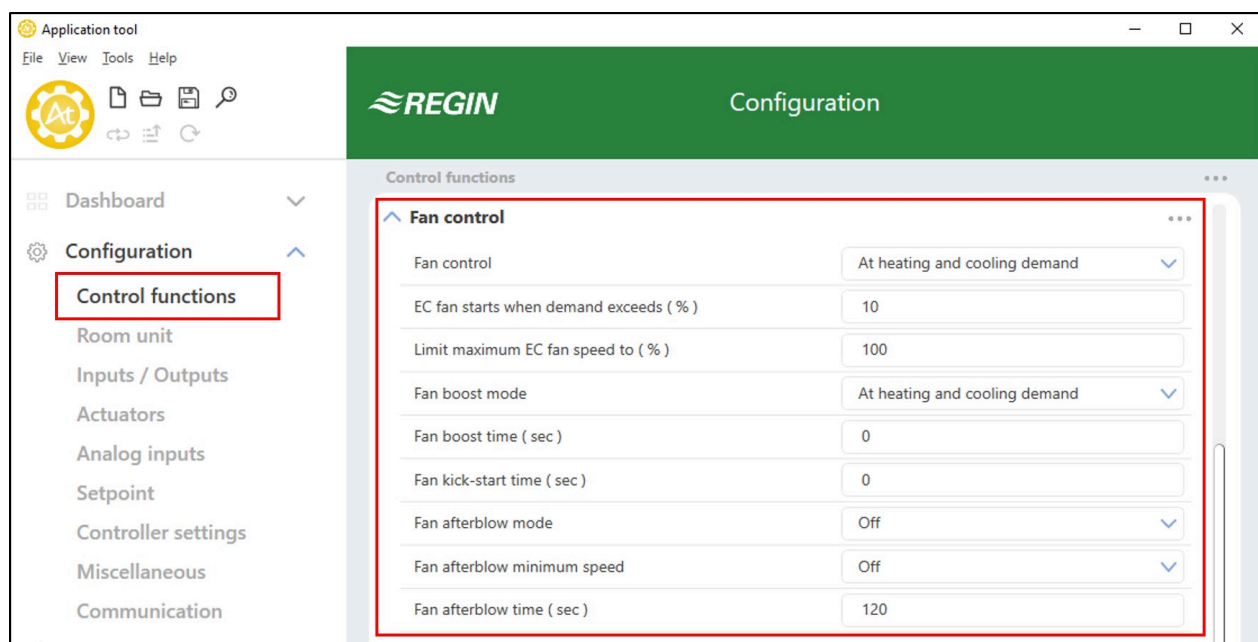 Application tool
File View Tools Help
At
REGIN
Configuration
Dashboard
Configuration
Control functions
Room unit
Inputs / Outputs
Actuators
Analog inputs
Setpoint
Controller settings
Miscellaneous
Communication
Control functions
Fan control
Fan control At heating and cooling demand
EC fan starts when demand exceeds ( % ) 10
Limit maximum EC fan speed to ( % ) 100
Fan boost mode At heating and cooling demand
Fan boost time ( sec ) 0
Fan kick-start time ( sec ) 0
Fan afterblow mode Off
Fan afterblow minimum speed Off
Fan afterblow time ( sec ) 120